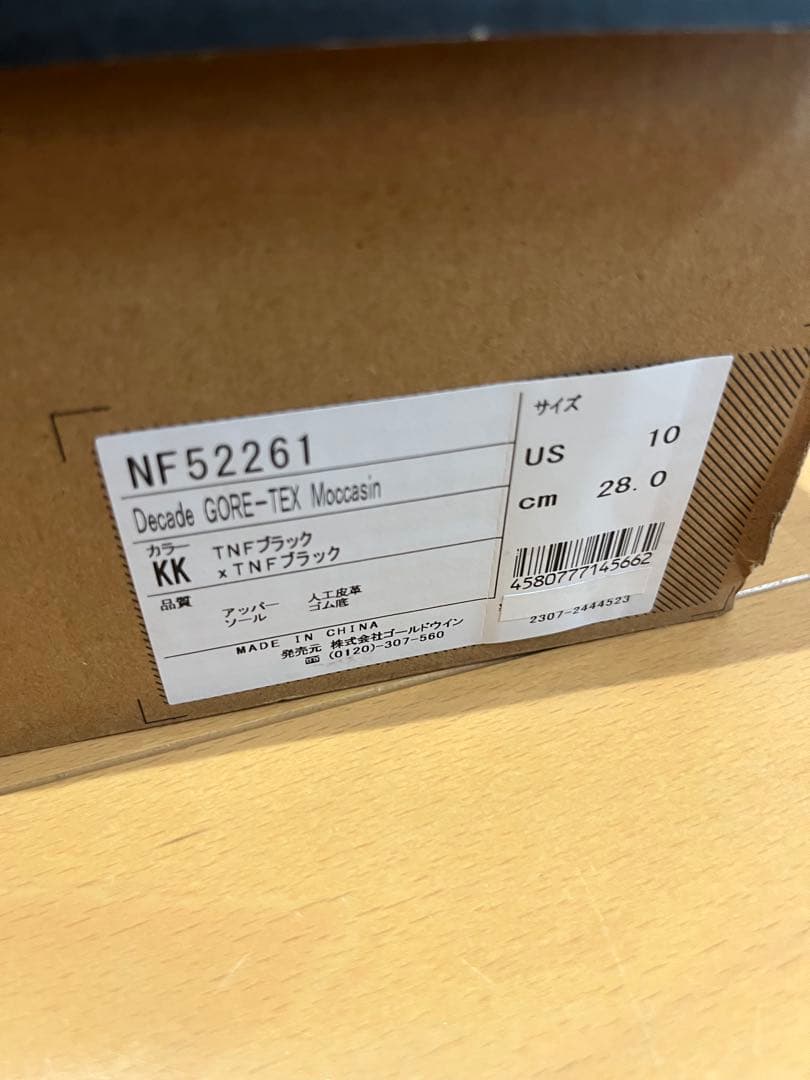 NF52261
Decade GORE-TEX Moccasin
カラー
KK
TNFブラック
xTNFブラック
品質
アッパー 人工皮革
ソール ゴム底
MADE IN CHINA
発売元 株式会社ゴールドウイン
(0120)-307-560
サイズ
US 10
cm 28.0
4580777145662
2307-2444523